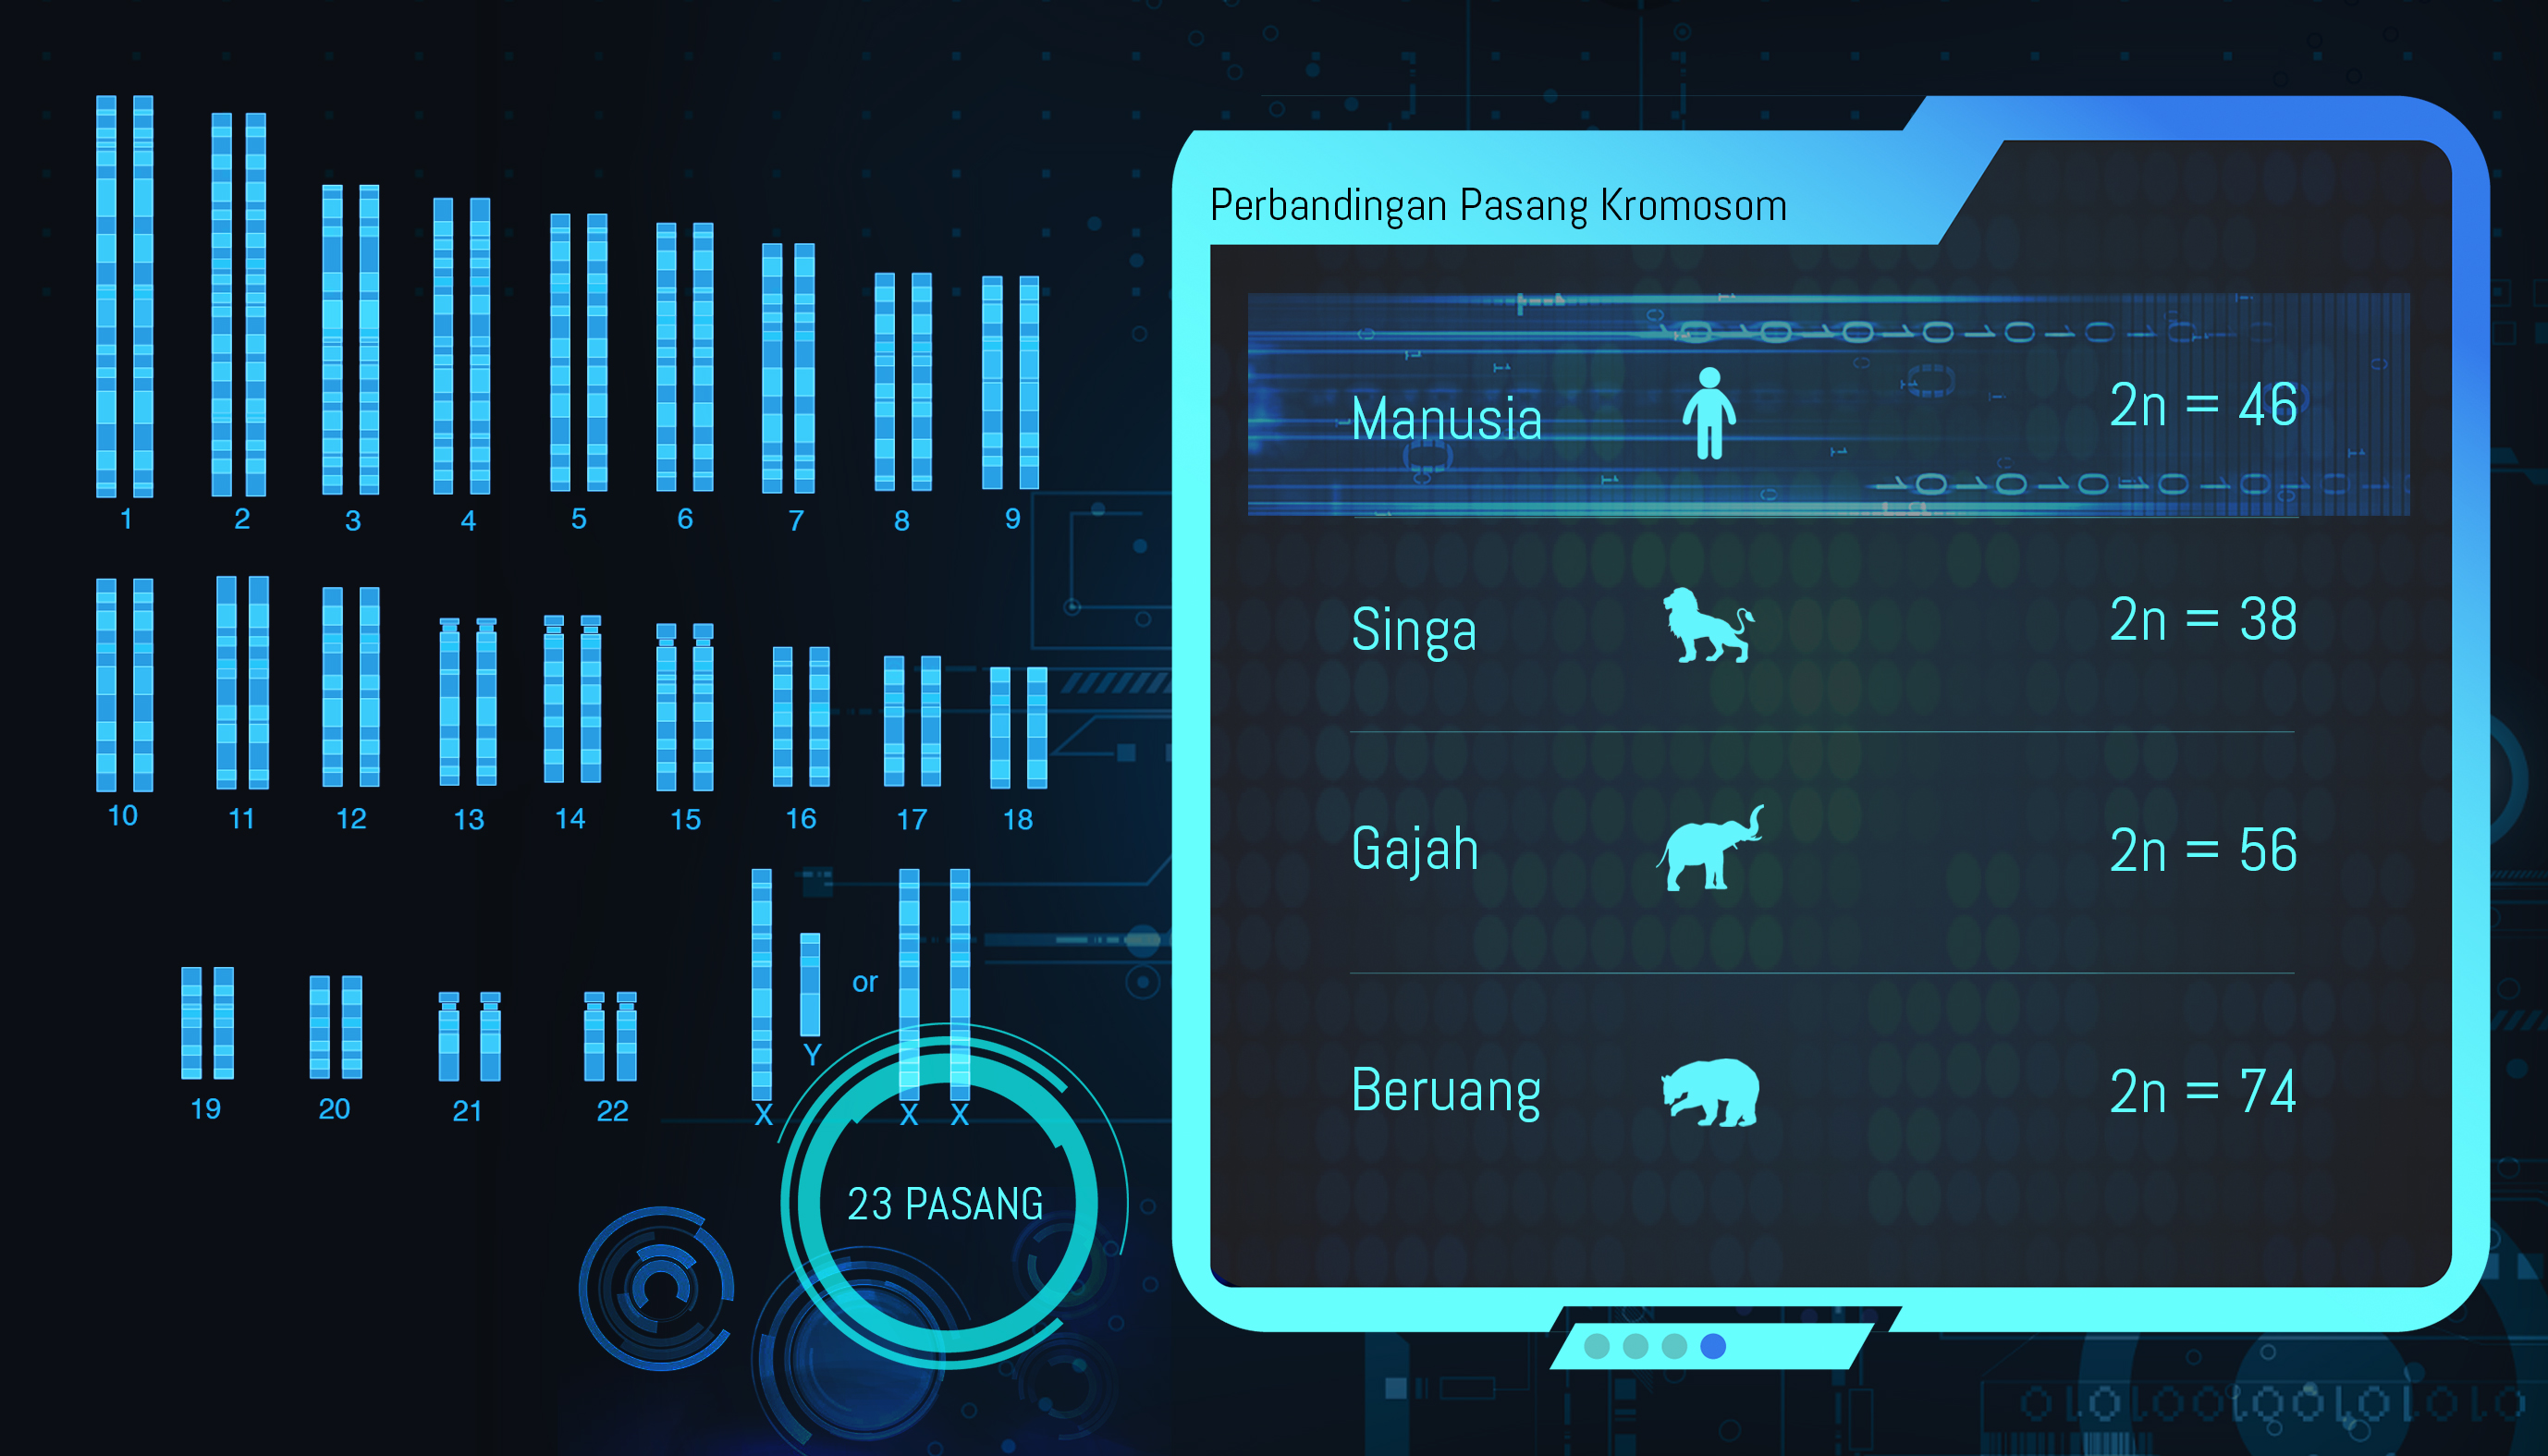 1 2 3 4 5 6 7 8 9
10 11 12 13 14 15 16 17 18
or
Y
19 20 21 22 X X X
23 PASANG
Perbandingan Pasang Kromosom
Manusia 2n = 46
Singa 2n = 38
Gajah 2n = 56
Beruang 2n = 74